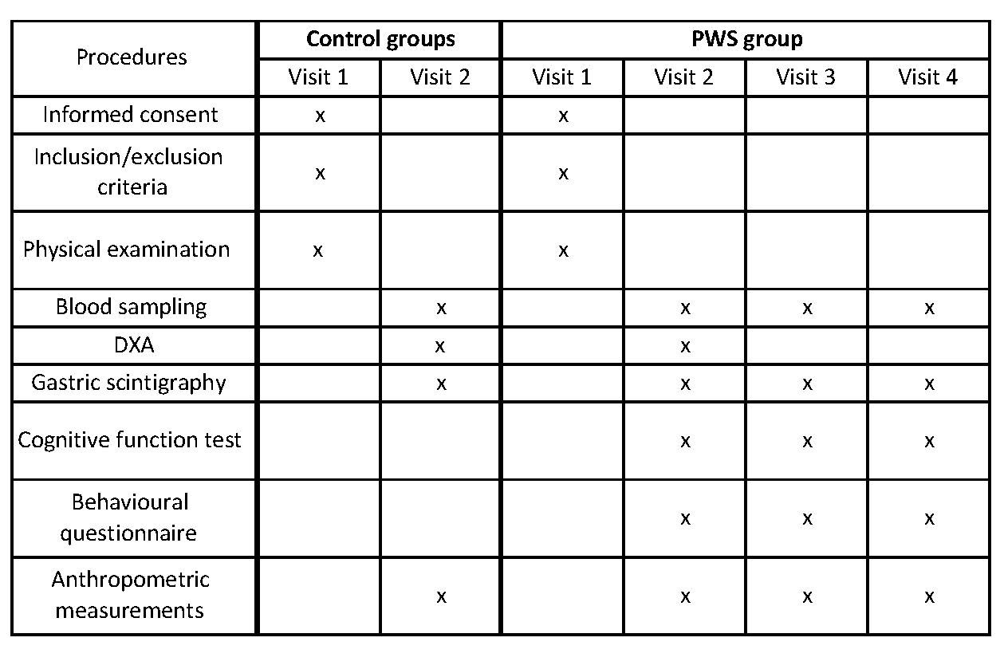 Procedures Control groups PWS group
Visit 1 Visit 2 Visit 1 Visit 2 Visit 3 Visit 4
Informed consent x x
Inclusion/exclusion
criteria x x
Physical examination x x
Blood sampling x x x x
DXA x x
Gastric scintigraphy x x x x
Cognitive function test x x x
Behavioural
questionnaire x x x
Anthropometric
measurements x x x x